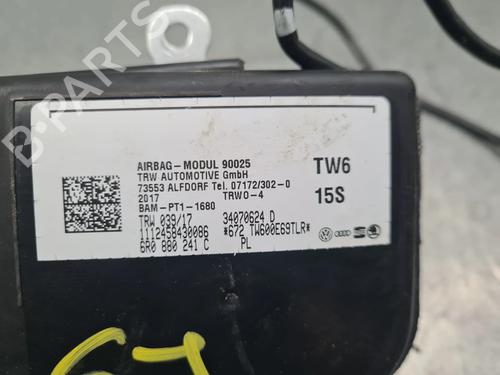 AIRBAG-MODUL 90025
TRW AUTOMOTIVE GmbH
73553 ALFDORF Tel. 07172/302-0
2017 TRWO-4
BAM-PT1-1680
TRW 039/17 34070624 D
1112458430086 *672 TW600E69TLR*
6R0 880 241 C PL
TW6
15S
B-PARTS